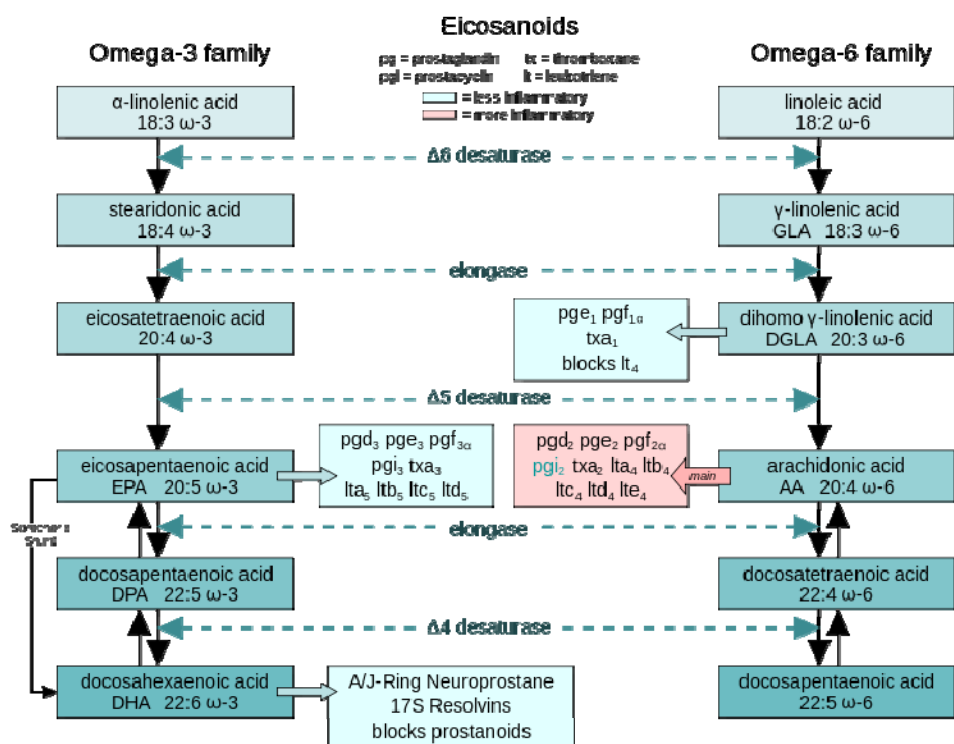 Eicosanoids
Omega-3 family
Omega-6 family
pg = prostaglandin tx = thromboxane
pgI = prostacyclin lt = leukotriene
= less inflammatory
= more inflammatory
α-linolenic acid
18:3 ω-3
linoleic acid
18:2 ω-6
Δ6 desaturase
stearidonic acid
18:4 ω-3
γ-linolenic acid
GLA 18:3 ω-6
elongase
eicosatetraenoic acid
20:4 ω-3
pge₁ pgf₁α
txa₁
blocks lt₄
dihomo γ-linolenic acid
DGLA 20:3 ω-6
Δ5 desaturase
eicosapentaenoic acid
EPA 20:5 ω-3
pgd₃ pge₃ pgf₃α
pgi₃ txa₃
lta₅ ltb₅ ltc₅ ltd₅
pgd₂ pge₂ pgf₂α
pgi₂ txa₂ lta₄ ltb₄
ltc₄ ltd₄ lte₄
main
arachidonic acid
AA 20:4 ω-6
elongase
docosapentaenoic acid
DPA 22:5 ω-3
docosatetraenoic acid
22:4 ω-6
Δ4 desaturase
docosahexaenoic acid
DHA 22:6 ω-3
A/J-Ring Neuroprostane
17S Resolvins
blocks prostanoids
docosapentaenoic acid
22:5 ω-6